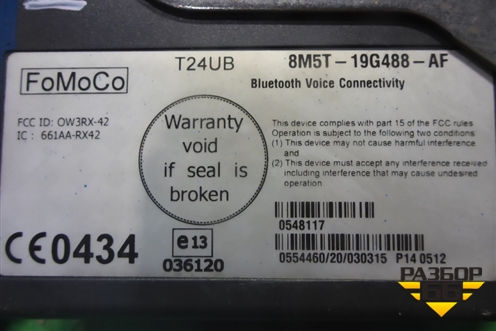 T24UB
8M5T-19G488-AF
FoMoCo
Bluetooth Voice Connectivity
FCC ID: OW3RX-42
IC : 661AA-RX42
Warranty
void
if seal is
broken
This device complies with part 15 of the FCC rules
Operation is subject to the following two conditions
(1) This device may not cause harmful interference
and
(2) This device must accept any interference received
including interference that may cause undesired
operation
0548117
CE0434
e13
036120
0554460/20/030315 P14 0512
РАЗБОР